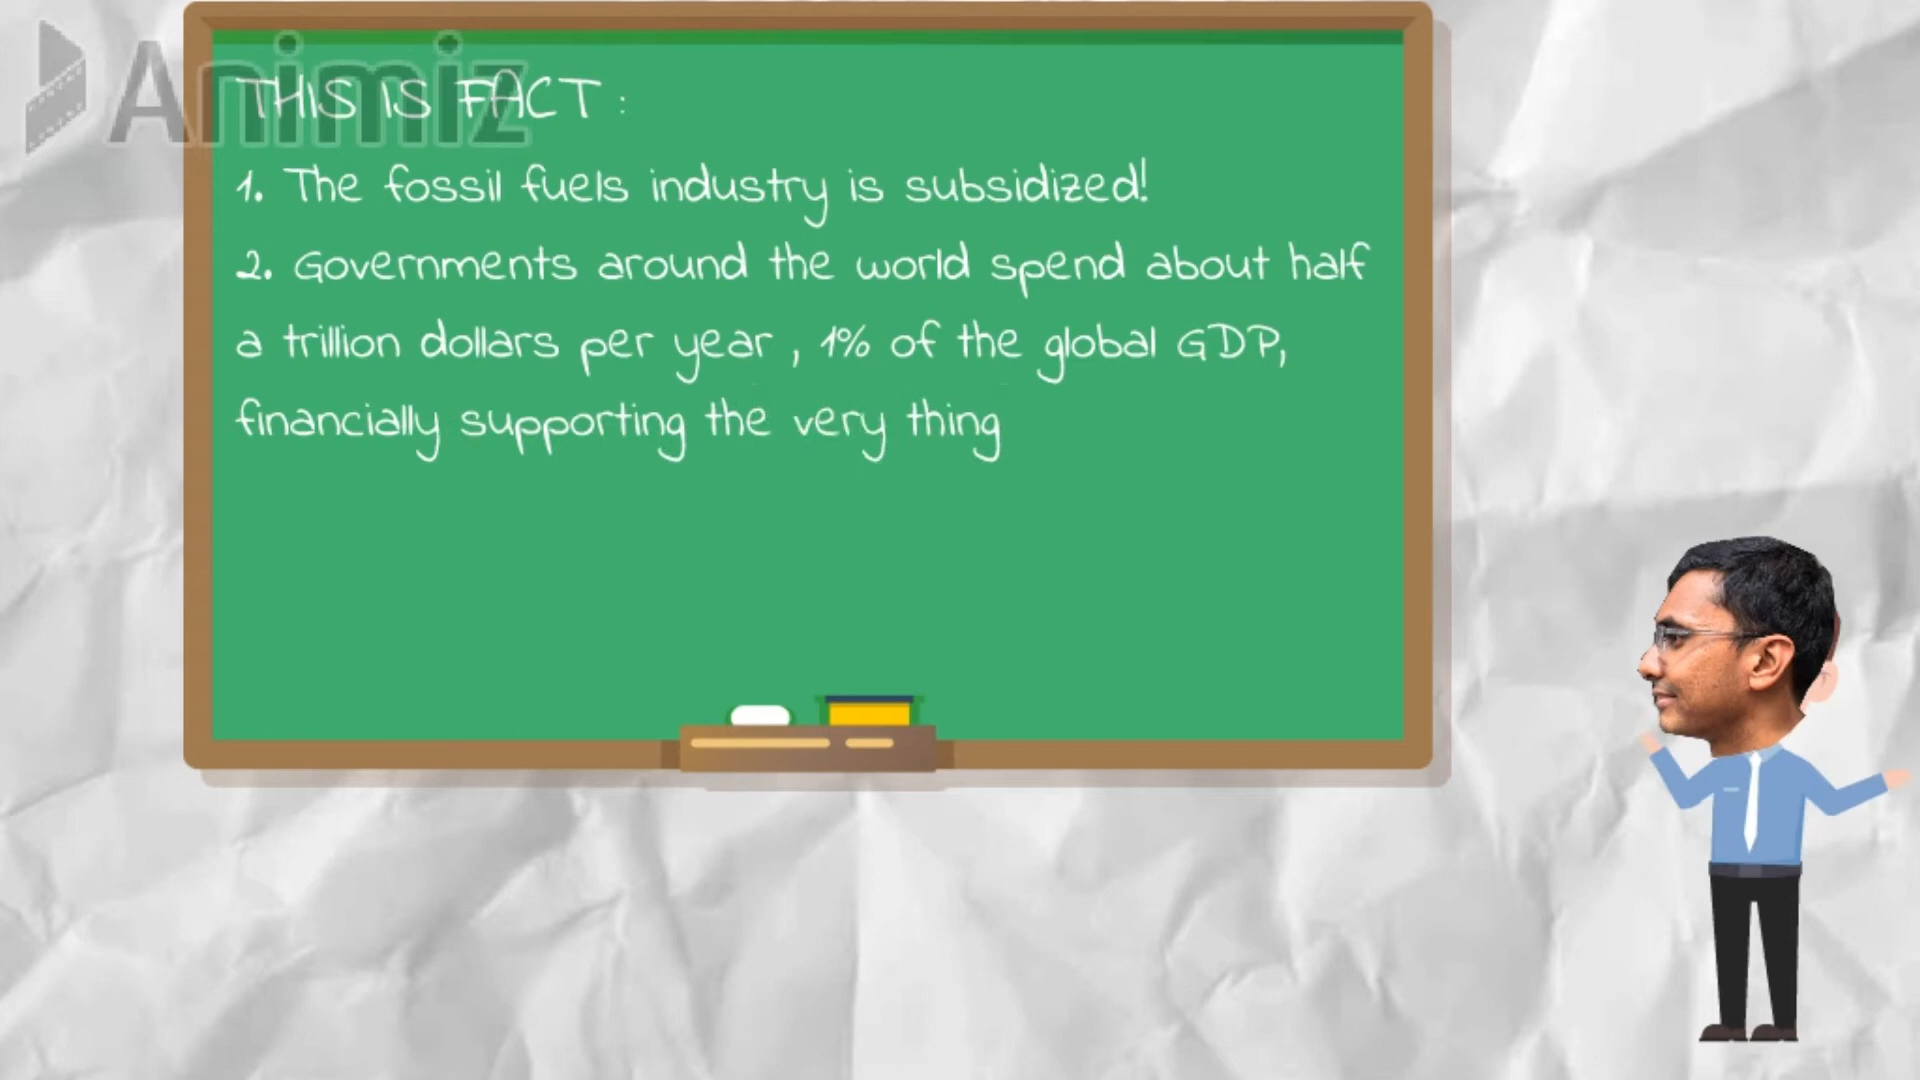 Animiz
THIS IS FACT :
1. The fossil fuels industry is subsidized!
2. Governments around the world spend about half
a trillion dollars per year , 1% of the global GDP,
financially supporting the very thing